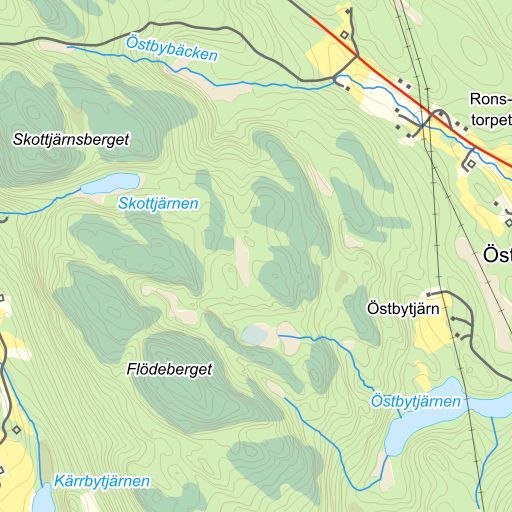 Östbybäcken
Rons-
torpet
Skottjärnsberget
Skottjärnen
Öst
Östbytjärn
Flödeberget
Östbytjärnen
Kärrbytjärnen